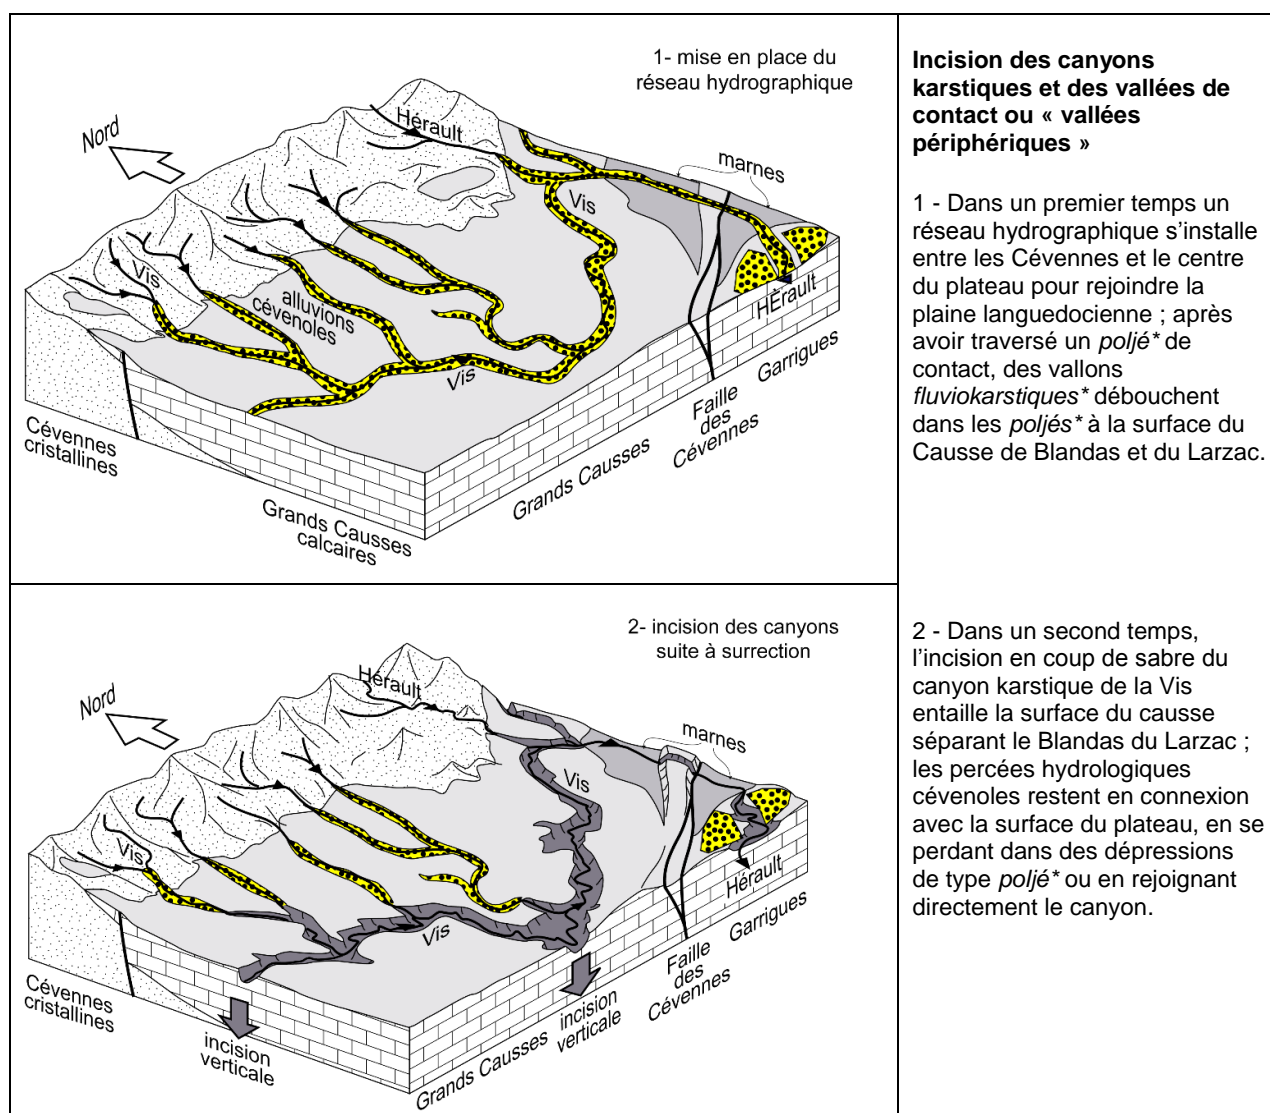 1- mise en place du
réseau hydrographique
Nord
Hérault
marnes
Vis
Vis
alluvions
cévenoles
HÈrault
Vis
Garrigues
Faille
des
Cévennes
Cévennes
cristallines
Grands Causses
Grands Causses
calcaires
Incision des canyons
karstiques et des vallées de
contact ou « vallées
périphériques »
1 - Dans un premier temps un
réseau hydrographique s’installe
entre les Cévennes et le centre
du plateau pour rejoindre la
plaine languedocienne ; après
avoir traversé un poljé* de
contact, des vallons
fluviokarstiques* débouchent
dans les poljés* à la surface du
Causse de Blandas et du Larzac.
2- incision des canyons
suite à surrection
Nord
Hérault
marnes
Vis
Vis
Hérault
Vis
Garrigues
Faille
des
Cévennes
Cévennes
cristallines
incision
verticale
incision
verticale
Grands Causses
2 - Dans un second temps,
l’incision en coup de sabre du
canyon karstique de la Vis
entaille la surface du causse
séparant le Blandas du Larzac ;
les percées hydrologiques
cévenoles restent en connexion
avec la surface du plateau, en se
perdant dans des dépressions
de type poljé* ou en rejoignant
directement le canyon.